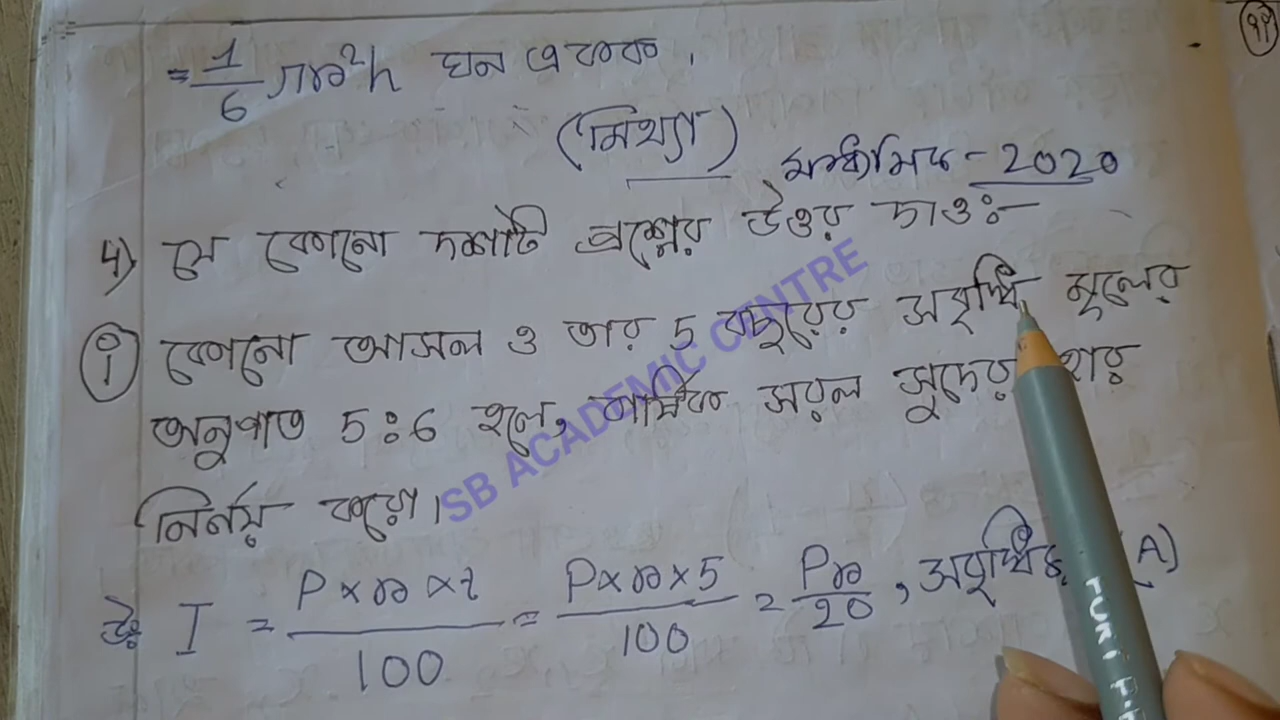 = 1/6 πr²h ঘন একক।
(মিথ্যা)
মাধ্যমিক - 2020
4) যে কোনো দশটি প্রশ্নের উত্তর দাও:-
i কোনো আসল ও তার 5 বছরের সবৃদ্ধি মূলের
অনুপাত 5:6 হলে, বার্ষিক সরল সুদের হার
নির্ণয় করো।
SB ACADEMIC CENTRE
উঃ I = P×r×t/100 = P×r×5/100 = Pr/20 , সবৃদ্ধি (A)
FUKI P.